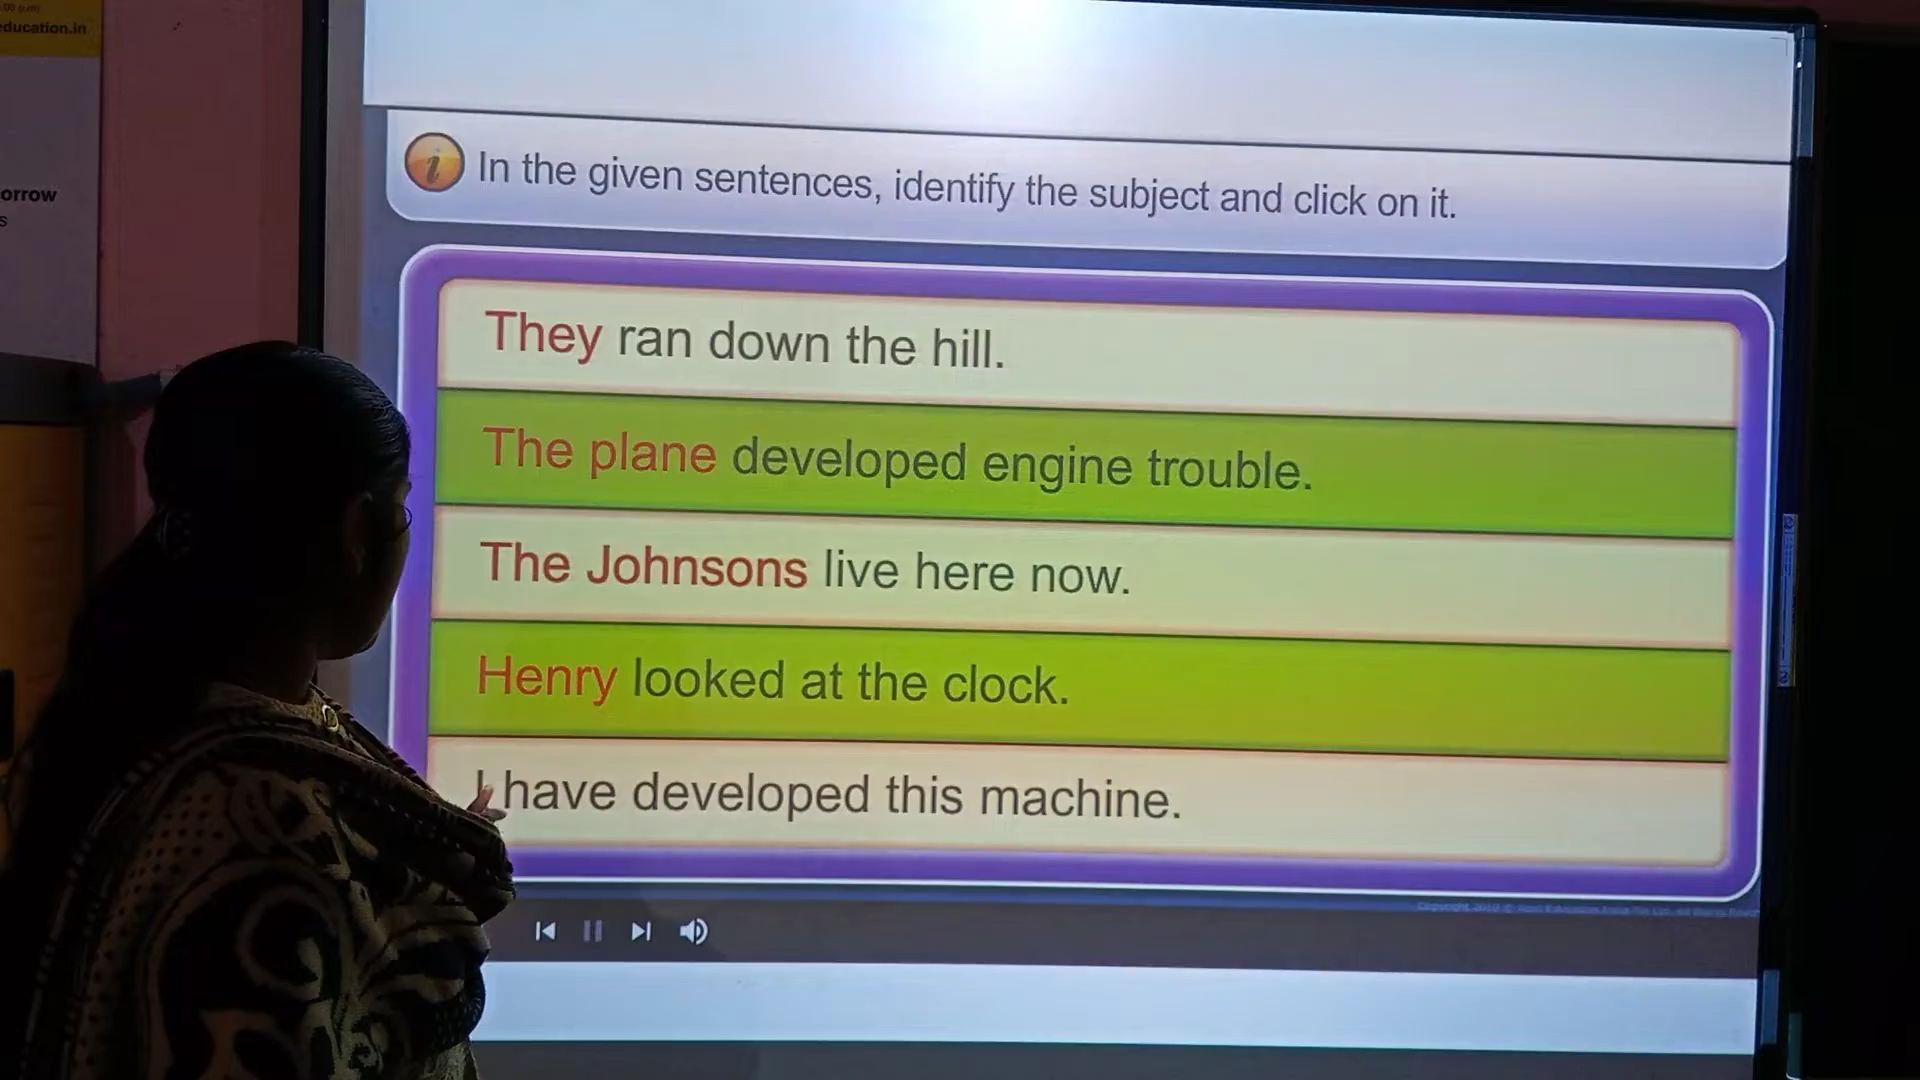 education.in
orrow
s
i In the given sentences, identify the subject and click on it.
They ran down the hill.
The plane developed engine trouble.
The Johnsons live here now.
Henry looked at the clock.
I have developed this machine.